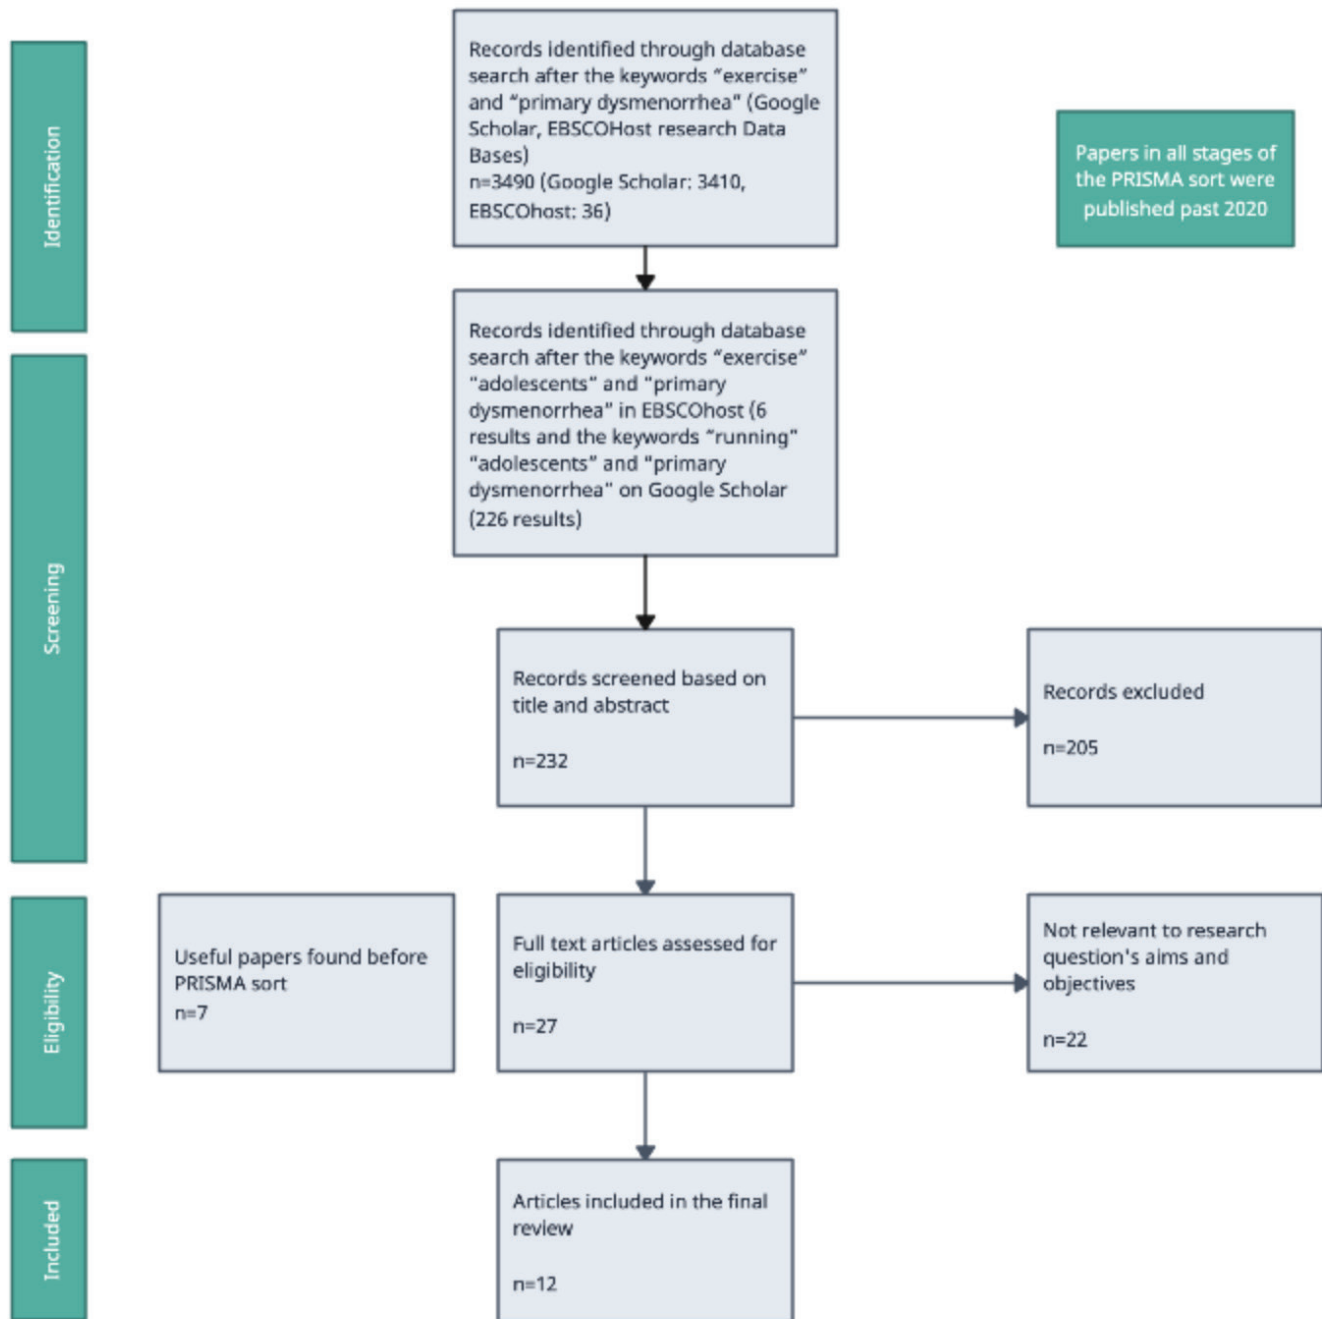 Identification
Records identified through database
search after the keywords “exercise”
and “primary dysmenorrhea” (Google
Scholar, EBSCOHost research Data
Bases)
n=3490 (Google Scholar: 3410,
EBSCOhost: 36)
Papers in all stages of
the PRISMA sort were
published past 2020
Screening
Records identified through database
search after the keywords “exercise”
“adolescents” and “primary
dysmenorrhea” in EBSCOhost (6
results and the keywords “running”
“adolescents” and “primary
dysmenorrhea” on Google Scholar
(226 results)
Records screened based on
title and abstract
n=232
Records excluded
n=205
Eligibility
Useful papers found before
PRISMA sort
n=7
Full text articles assessed for
eligibility
n=27
Not relevant to research
question's aims and
objectives
n=22
Included
Articles included in the final
review
n=12